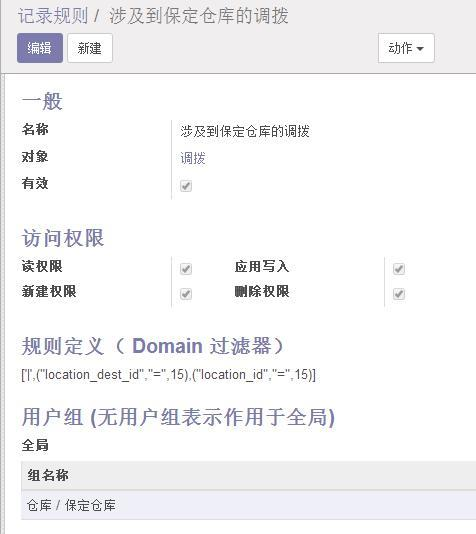 记录规则 / 涉及到保定仓库的调拨
编辑 新建 动作
一般
名称 涉及到保定仓库的调拨
对象 调拨
有效
访问权限
读权限 应用写入
新建权限 删除权限
规则定义（ Domain 过滤器）
['|',("location_dest_id","=",15),("location_id","=",15)]
用户组 (无用户组表示作用于全局)
全局
组名称
仓库 / 保定仓库